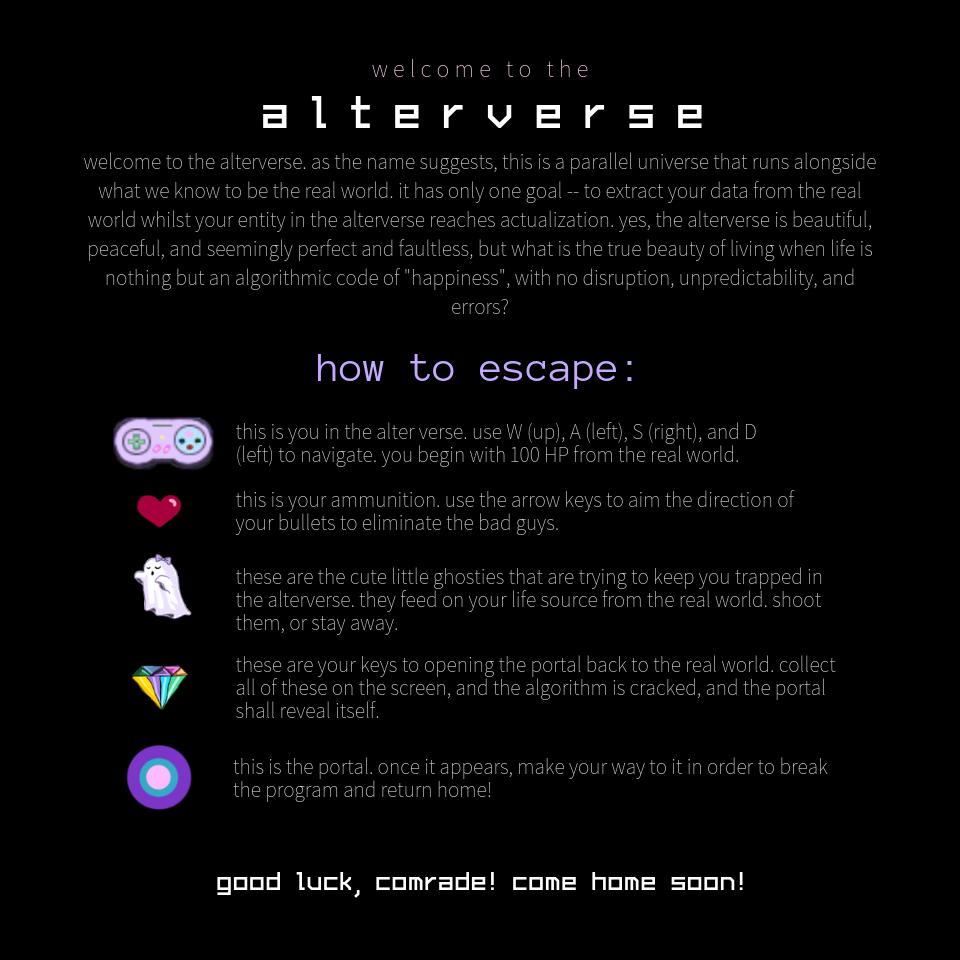 welcome to the
alterverse
welcome to the alterverse. as the name suggests, this is a parallel universe that runs alongside
what we know to be the real world. it has only one goal -- to extract your data from the real
world whilst your entity in the alterverse reaches actualization. yes, the alterverse is beautiful,
peaceful, and seemingly perfect and faultless, but what is the true beauty of living when life is
nothing but an algorithmic code of "happiness", with no disruption, unpredictability, and
errors?
how to escape:
this is you in the alter verse. use W (up), A (left), S (right), and D
(left) to navigate. you begin with 100 HP from the real world.
this is your ammunition. use the arrow keys to aim the direction of
your bullets to eliminate the bad guys.
these are the cute little ghosties that are trying to keep you trapped in
the alterverse. they feed on your life source from the real world. shoot
them, or stay away.
these are your keys to opening the portal back to the real world. collect
all of these on the screen, and the algorithm is cracked, and the portal
shall reveal itself.
this is the portal. once it appears, make your way to it in order to break
the program and return home!
good luck, comrade! come home soon!